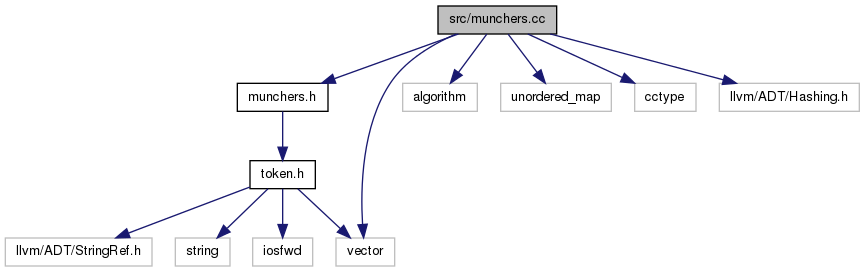 src/munchers.cc
munchers.h
algorithm
unordered_map
cctype
llvm/ADT/Hashing.h
token.h
llvm/ADT/StringRef.h
string
iosfwd
vector